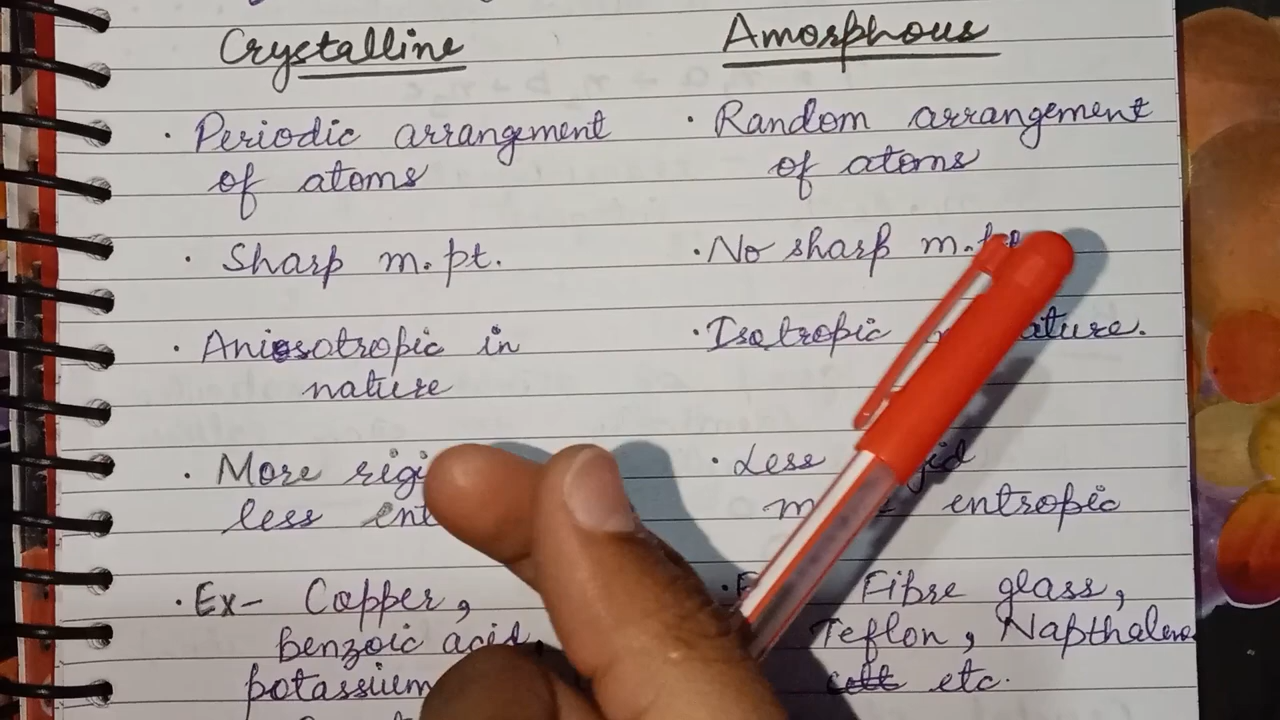 Crystalline
Amorphous
· Periodic arrangement
of atoms
· Random arrangement
of atoms
· Sharp m.pt.
· No sharp
· Anisotropic in
nature
· Isotropic
· More
less
· Less
entropic
· Ex- Copper,
benzoic acid,
potassium
Fibre glass,
Teflon, Napthalene
etc.